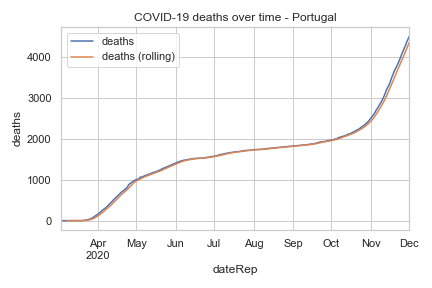 COVID-19 deaths over time - Portugal
deaths
deaths (rolling)
deaths
4000
3000
2000
1000
0
Apr May Jun Jul Aug Sep Oct Nov Dec
2020
dateRep